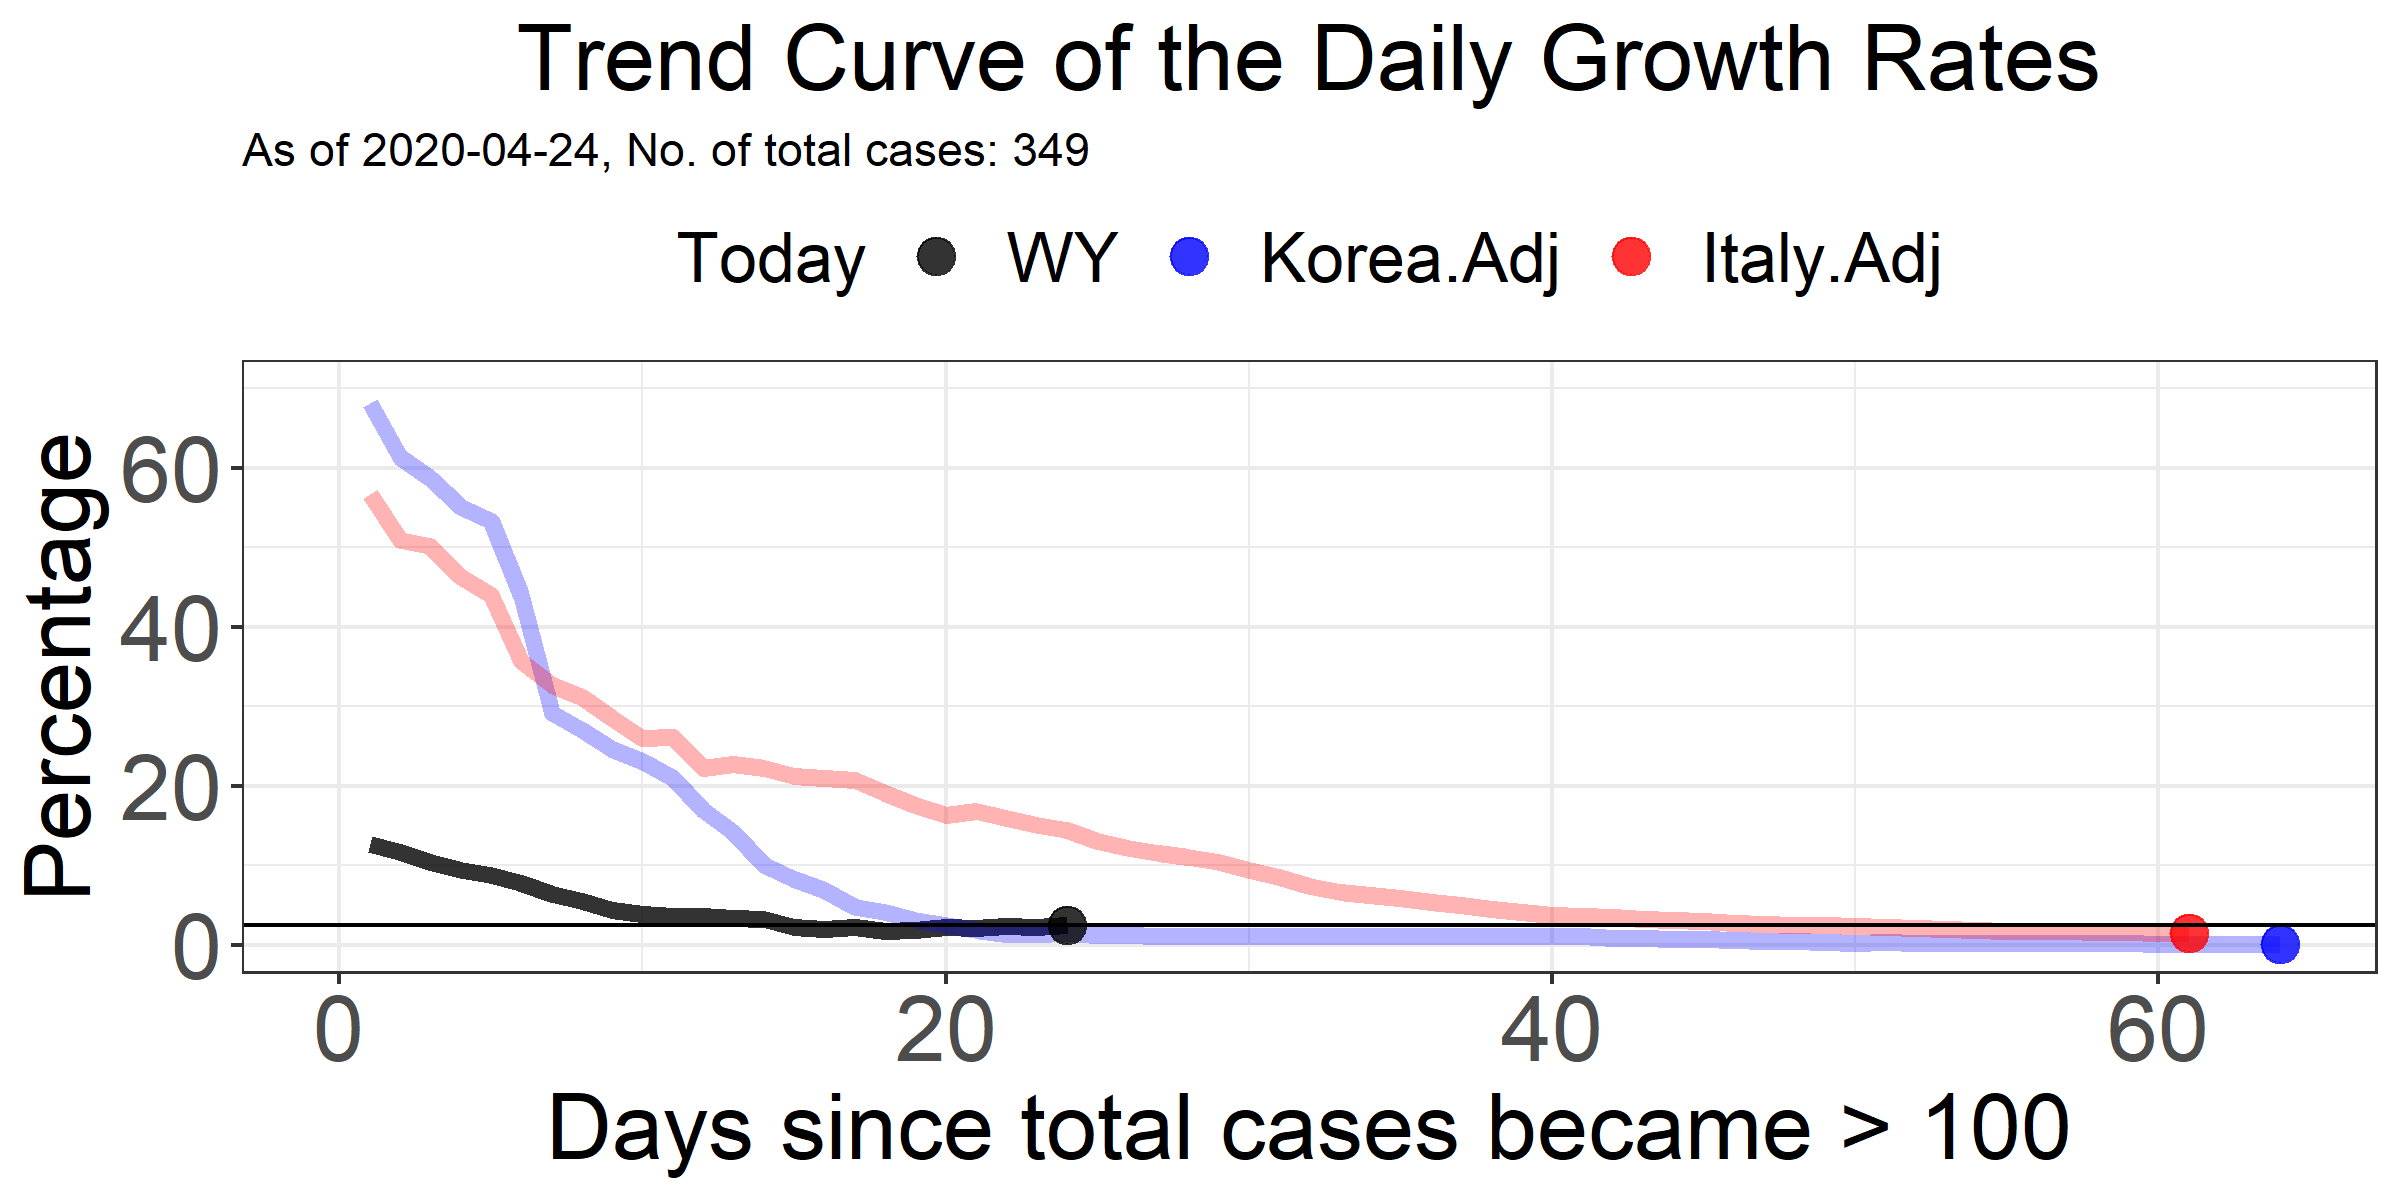 Trend Curve of the Daily Growth Rates
As of 2020-04-24, No. of total cases: 349
Today WY Korea.Adj Italy.Adj
Percentage
60
40
20
0
0 20 40 60
Days since total cases became > 100